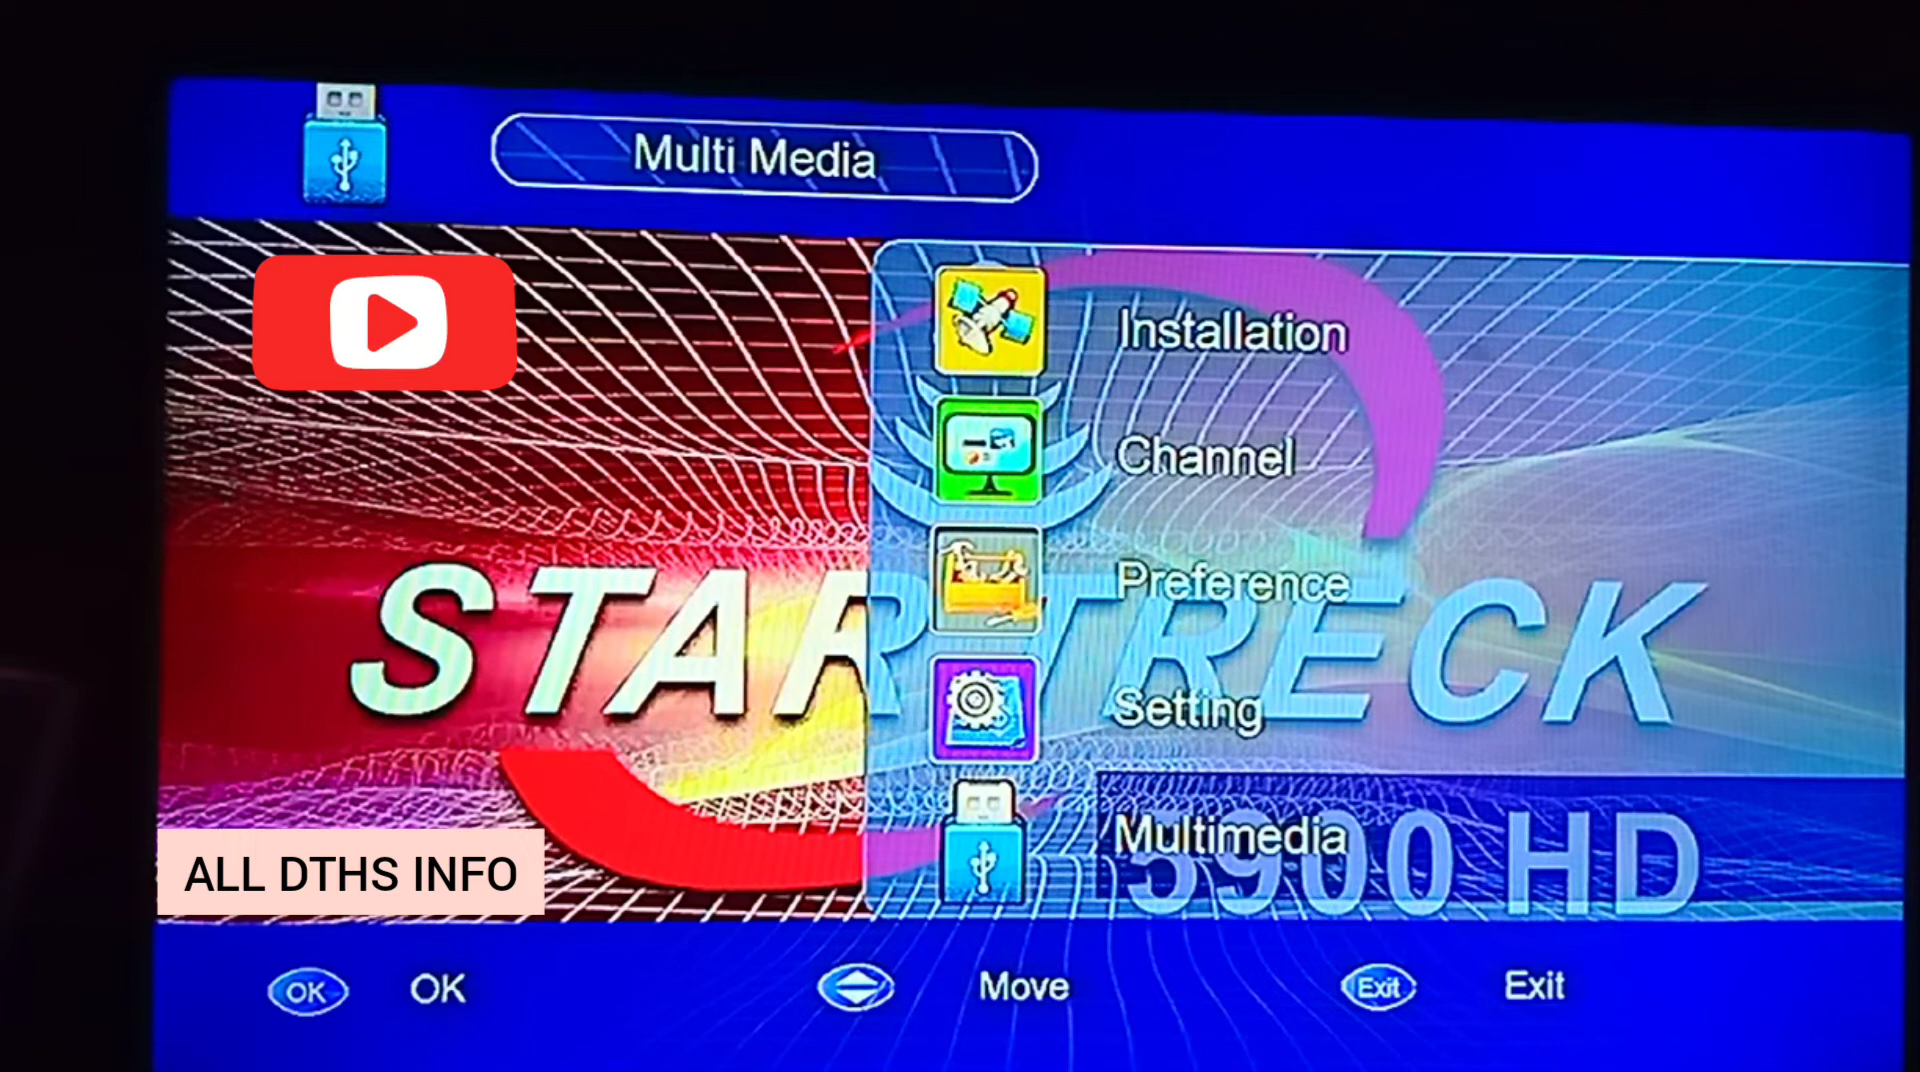 Multi Media
Installation
Channel
Preference
STAR TRECK
Setting
Multimedia
5900 HD
ALL DTHS INFO
OK OK
Move
Exit Exit